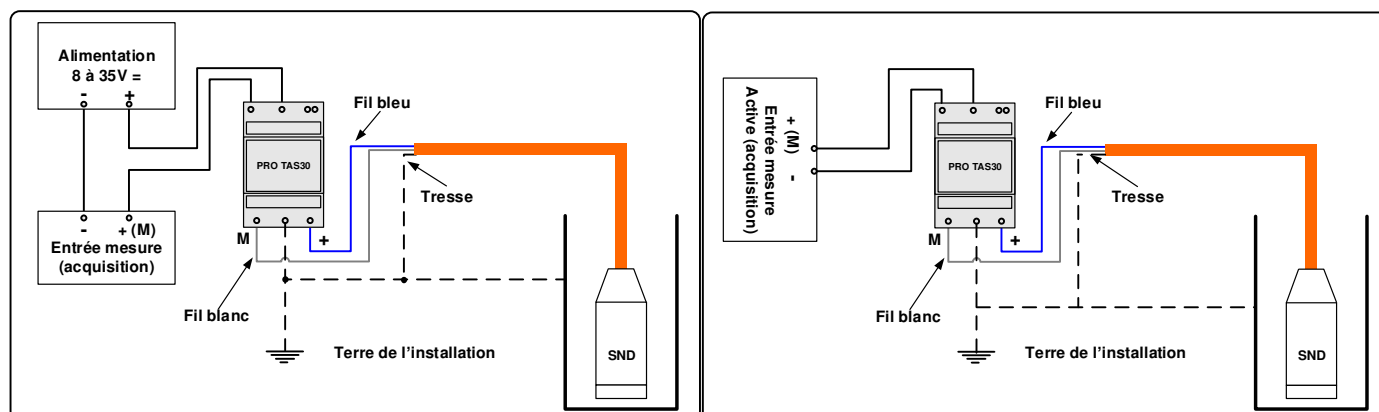 Alimentation
8 à 35V =
- +
Fil bleu
PRO TAS30
Tresse
- + (M)
Entrée mesure
(acquisition)
M
+
Fil blanc
SND
Terre de l'installation
+ (M)
-
Entrée mesure
Active (acquisition)
Fil bleu
PRO TAS30
Tresse
M
+
Fil blanc
SND
Terre de l'installation